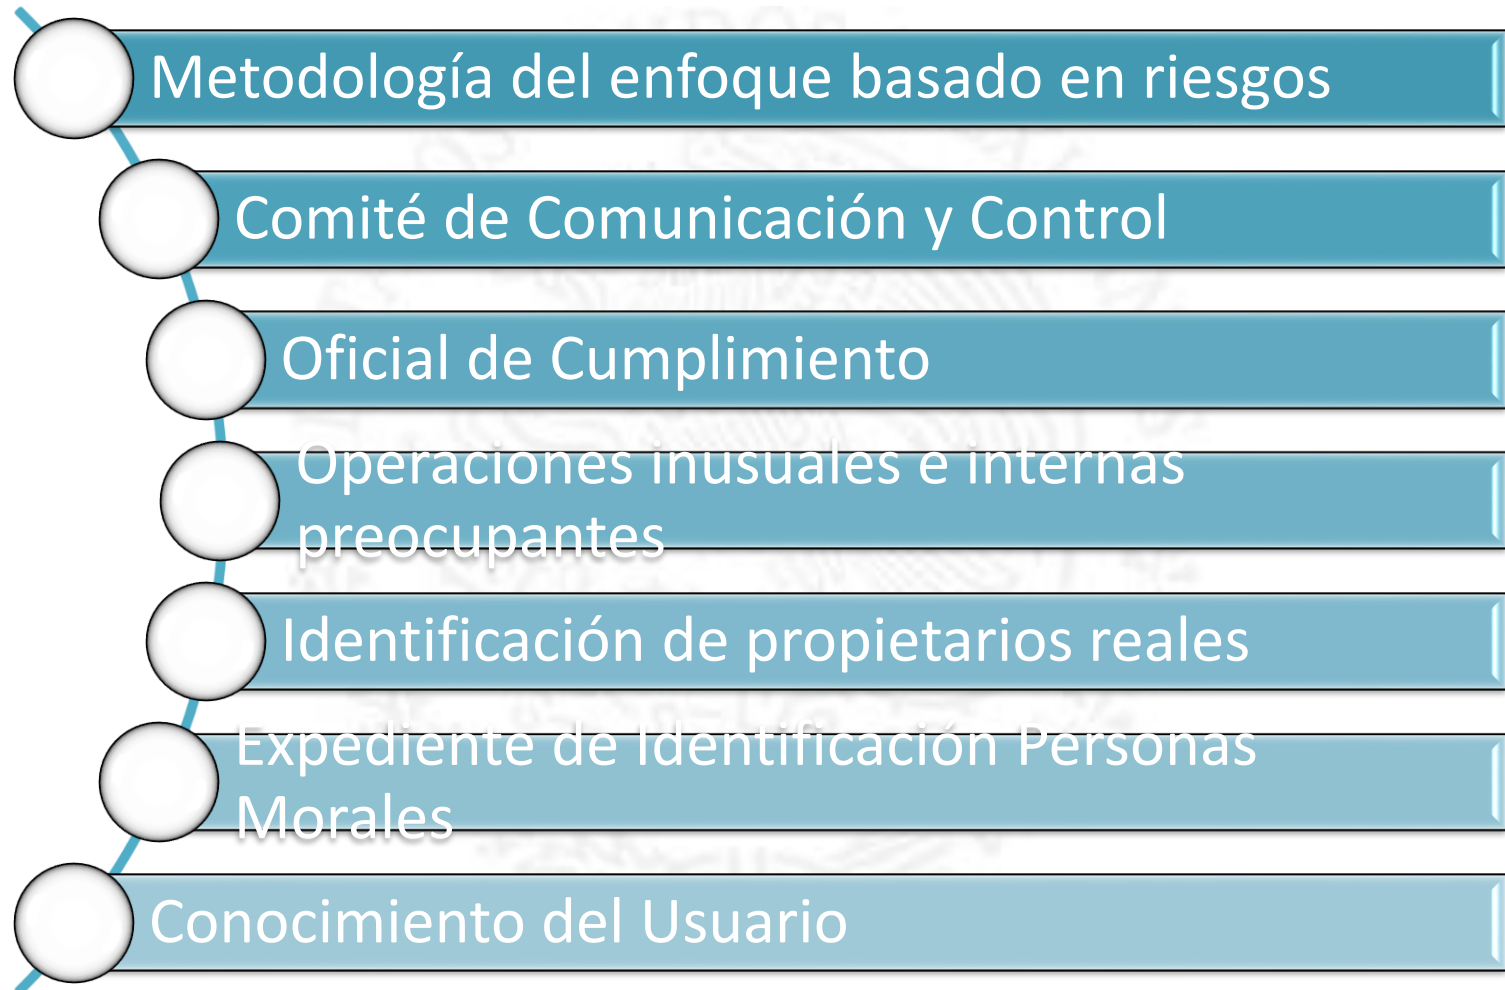 Metodología del enfoque basado en riesgos
Comité de Comunicación y Control
Oficial de Cumplimiento
Operaciones inusuales e internas
preocupantes
Identificación de propietarios reales
Expediente de Identificación Personas
Morales
Conocimiento del Usuario